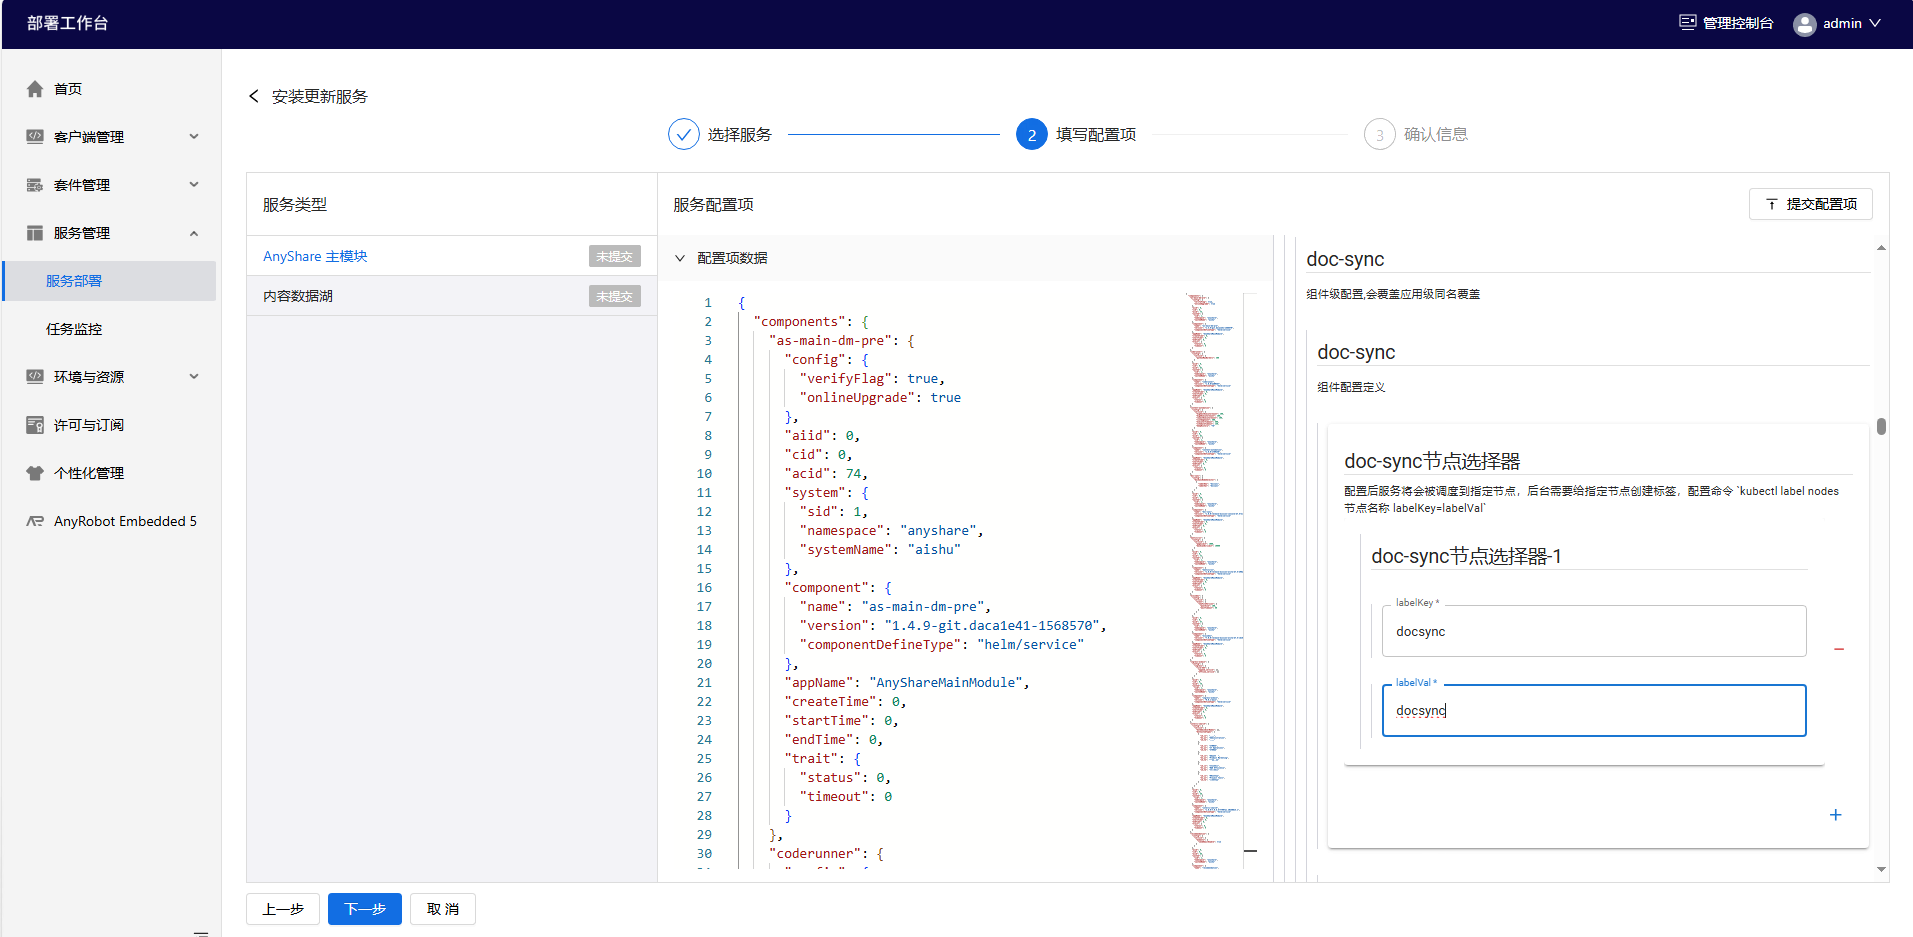 部署工作台
管理控制台
admin
首页
客户端管理
套件管理
服务管理
服务部署
任务监控
环境与资源
许可与订阅
个性化管理
AnyRobot Embedded 5
安装更新服务
选择服务
2 填写配置项
3 确认信息
服务类型
AnyShare 主模块 未提交
内容数据湖 未提交
服务配置项
提交配置项
配置项数据
1 {
2 "components": {
3 "as-main-dm-pre": {
4 "config": {
5 "verifyFlag": true,
6 "onlineUpgrade": true
7 },
8 "aiid": 0,
9 "cid": 0,
10 "acid": 74,
11 "system": {
12 "sid": 1,
13 "namespace": "anyshare",
14 "systemName": "aishu"
15 },
16 "component": {
17 "name": "as-main-dm-pre",
18 "version": "1.4.9-git.daca1e41-1568570",
19 "componentDefineType": "helm/service"
20 },
21 "appName": "AnyShareMainModule",
22 "createTime": 0,
23 "startTime": 0,
24 "endTime": 0,
25 "trait": {
26 "status": 0,
27 "timeout": 0
28 }
29 },
30 "coderunner": {
doc-sync
组件级配置,会覆盖应用级同名覆盖
doc-sync
组件配置定义
doc-sync节点选择器
配置后服务将会被调度到指定节点，后台需要给指定节点创建标签，配置命令 `kubectl label nodes
节点名称 labelKey=labelVal`
doc-sync节点选择器-1
labelKey *
docsync
labelVal *
docsync
上一步
下一步
取 消